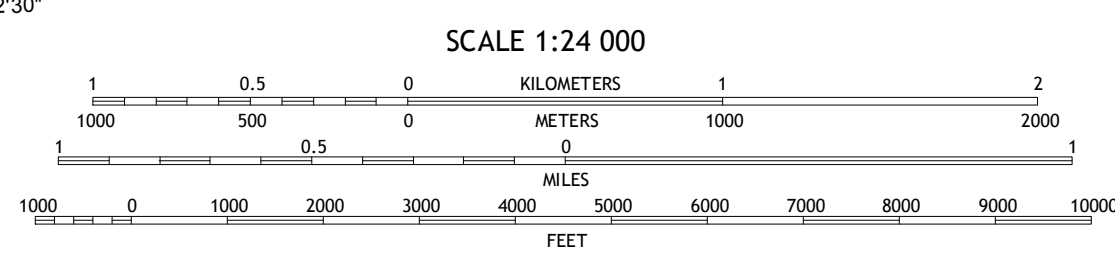 2'30"
SCALE 1:24 000
1 0.5 0 KILOMETERS 1 2
1000 500 0 METERS 1000 2000
1 0.5 0 1
MILES
1000 0 1000 2000 3000 4000 5000 6000 7000 8000 9000 10000
FEET